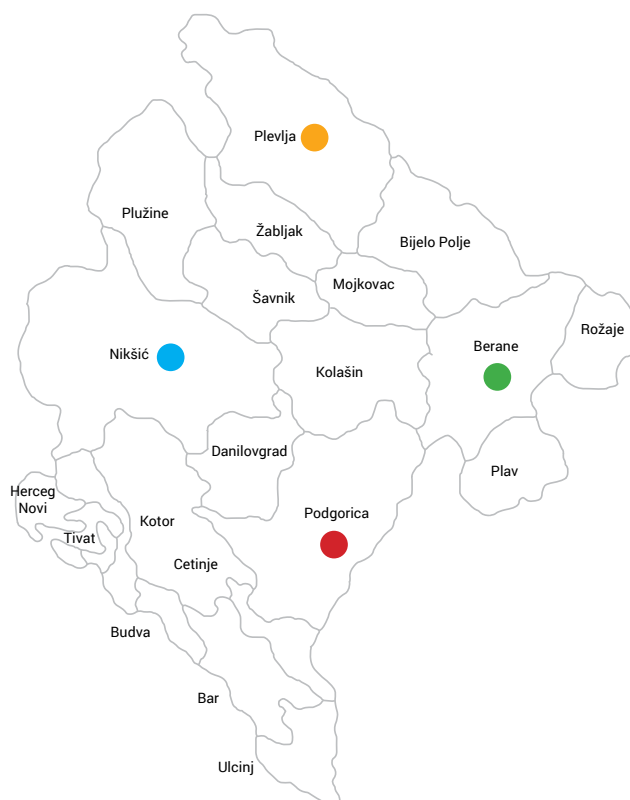 Plevlja
Plužine
Žabljak
Bijelo Polje
Mojkovac
Šavnik
Rožaje
Berane
Nikšić
Kolašin
Danilovgrad
Plav
Herceg
Novi
Podgorica
Kotor
Tivat
Cetinje
Budva
Bar
Ulcinj